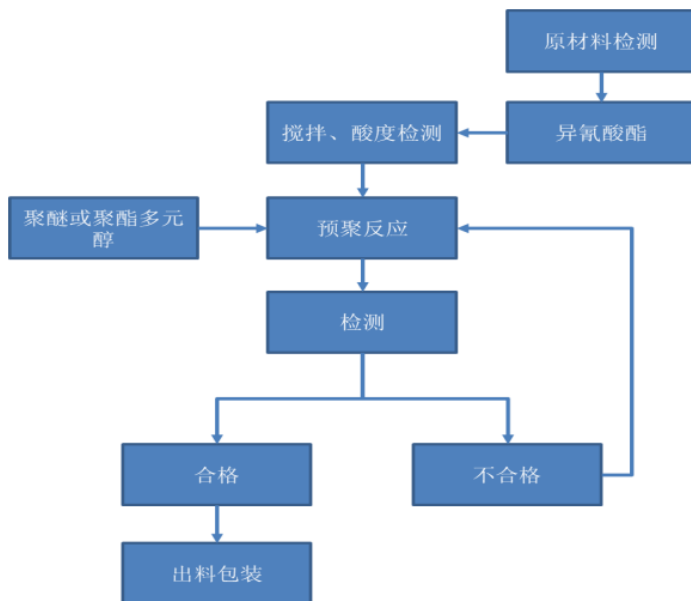 原材料检测
搅拌、酸度检测
异氰酸酯
聚醚或聚酯多元
醇
预聚反应
检测
合格
不合格
出料包装